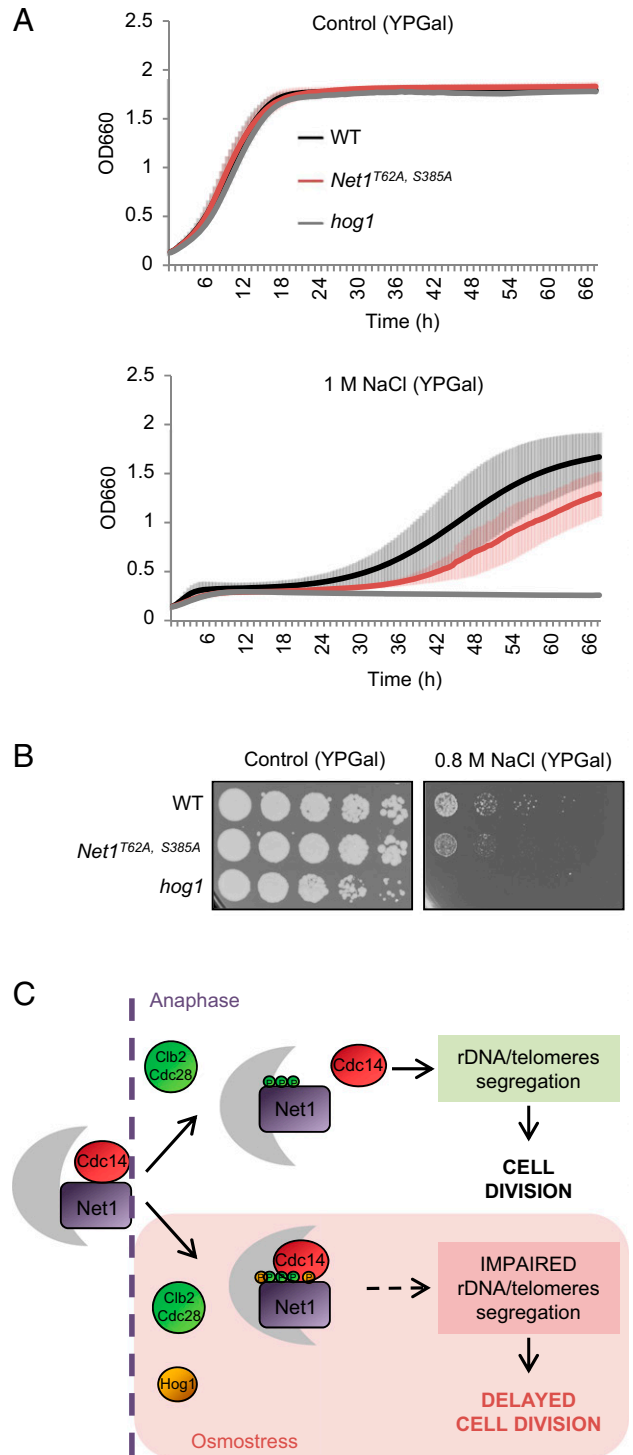 A
Control (YPGal)
OD660
2.5
2
1.5
1
0.5
0
WT
Net1T62A, S385A
hog1
6 12 18 24 30 36 42 48 54 60 66
Time (h)
1 M NaCl (YPGal)
OD660
2.5
2
1.5
1
0.5
0
6 12 18 24 30 36 42 48 54 60 66
Time (h)
B
Control (YPGal) 0.8 M NaCl (YPGal)
WT
Net1T62A, S385A
hog1
C
Anaphase
Clb2
Cdc28
P P P
Net1
Cdc14
rDNA/telomeres
segregation
CELL
DIVISION
Cdc14
Net1
Clb2
Cdc28
Hog1
Cdc14
P P P P P
Net1
IMPAIRED
rDNA/telomeres
segregation
DELAYED
CELL DIVISION
Osmostress